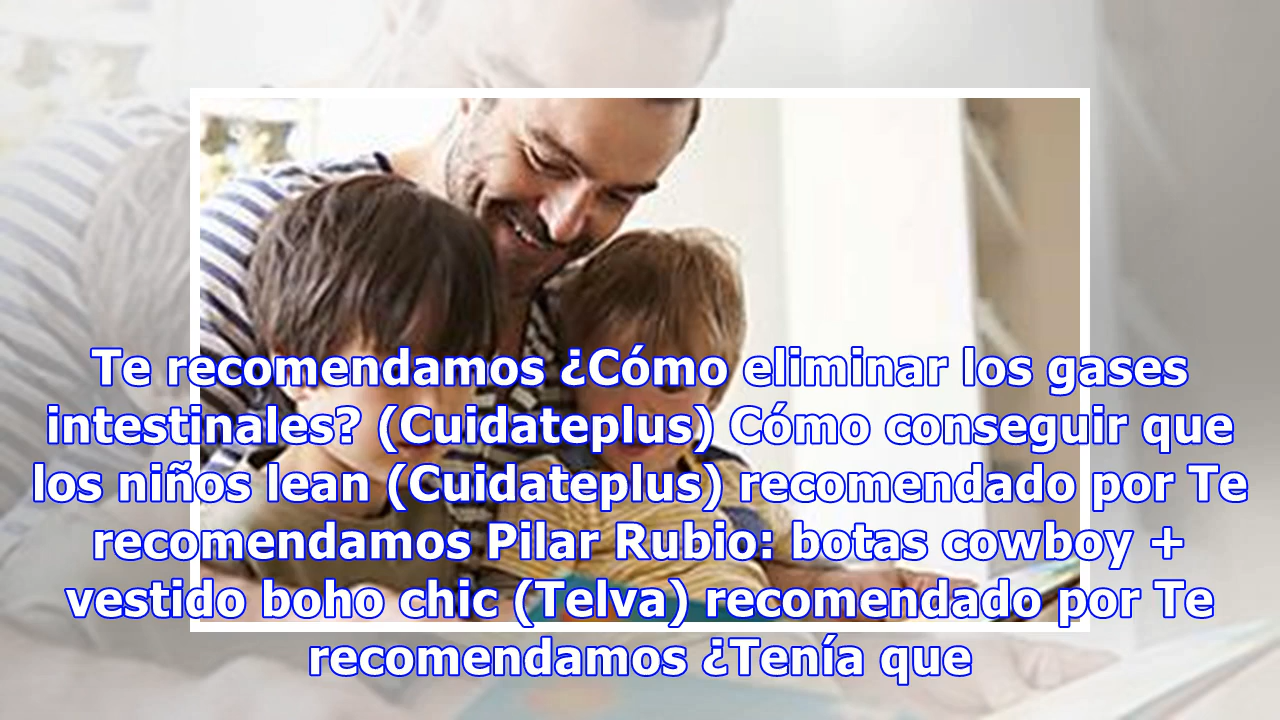 Te recomendamos ¿Cómo eliminar los gases
intestinales? (Cuidateplus) Cómo conseguir que
los niños lean (Cuidateplus) recomendado por Te
recomendamos Pilar Rubio: botas cowboy +
vestido boho chic (Telva) recomendado por Te
recomendamos ¿Tenía que